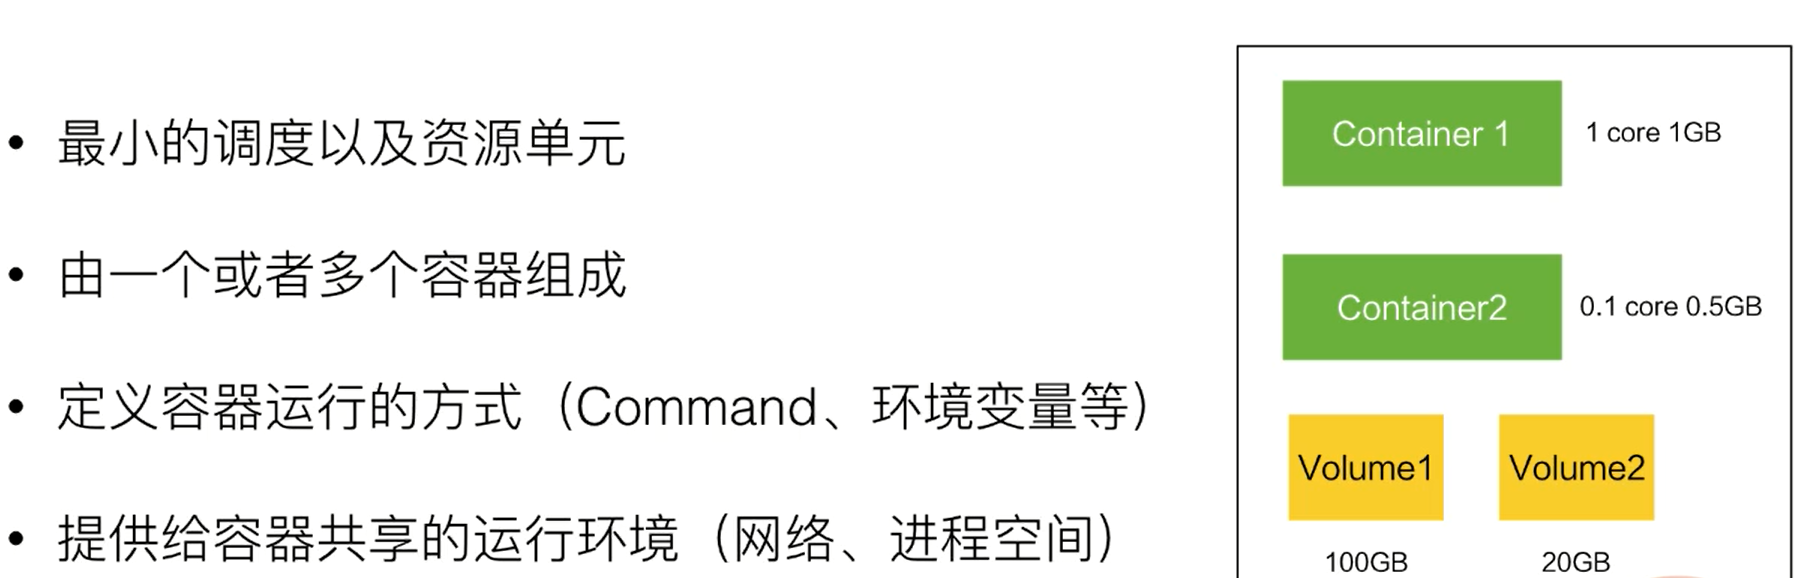 • 最小的调度以及资源单元
• 由一个或者多个容器组成
• 定义容器运行的方式（Command、环境变量等）
• 提供给容器共享的运行环境（网络、进程空间）
Container 1
1 core 1GB
Container2
0.1 core 0.5GB
Volume1
Volume2
100GB
20GB